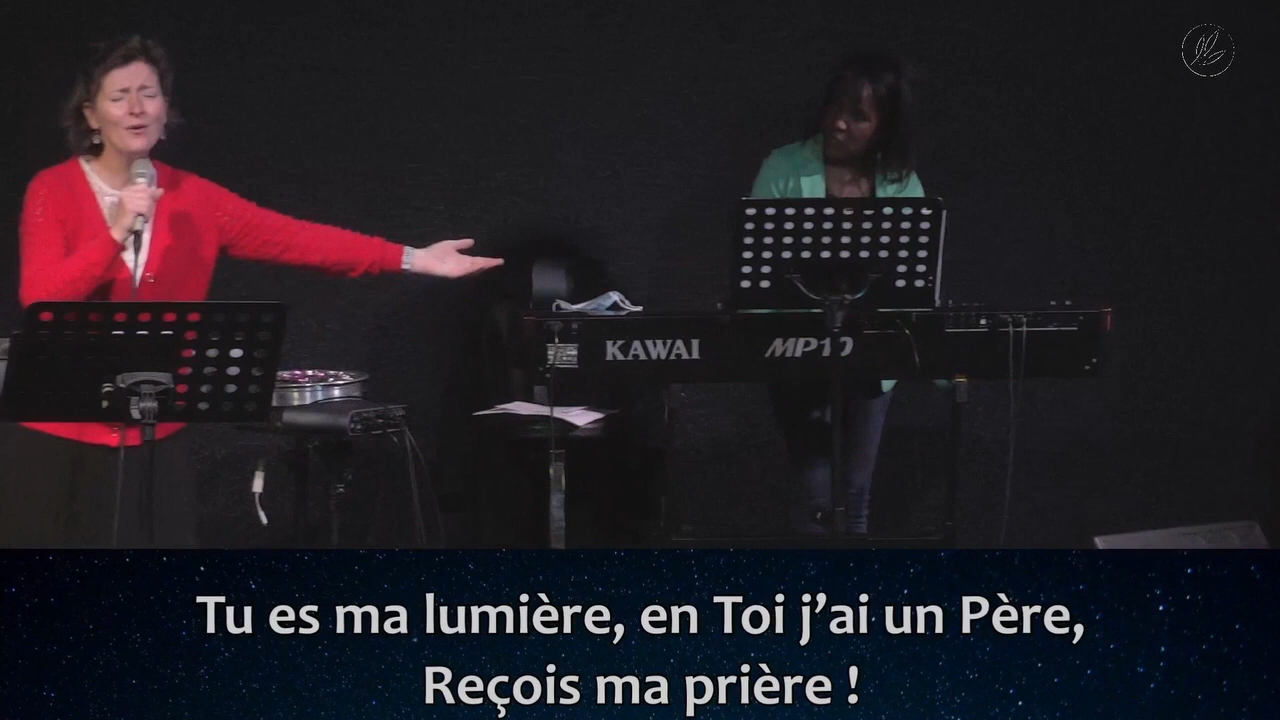 KAWAI
MP10
Tu es ma lumière, en Toi j’ai un Père,
Reçois ma prière !